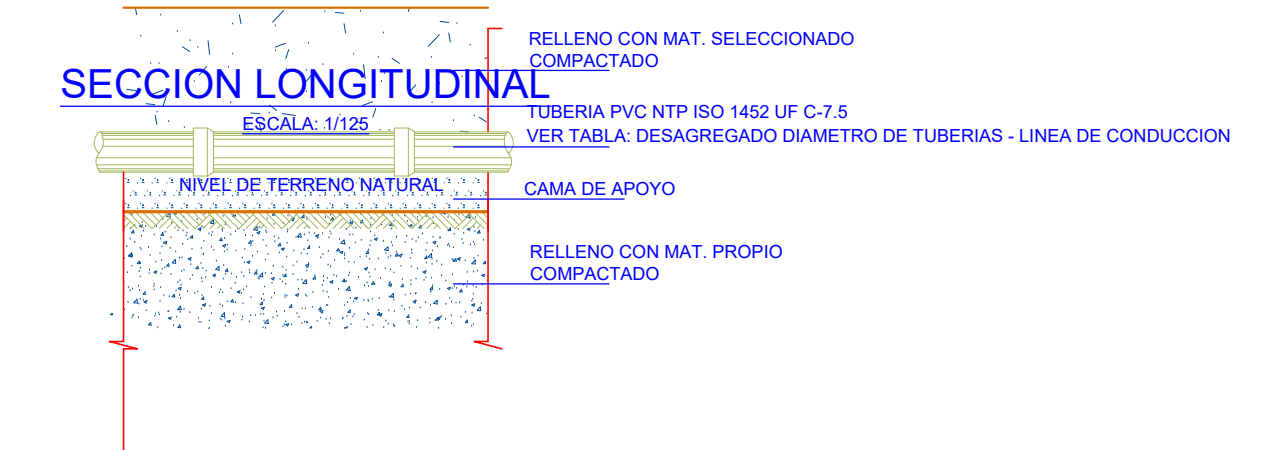 RELLENO CON MAT. SELECCIONADO
COMPACTADO
SECCION LONGITUDINAL
ESCALA: 1/125
TUBERIA PVC NTP ISO 1452 UF C-7.5
VER TABLA: DESAGREGADO DIAMETRO DE TUBERIAS - LINEA DE CONDUCCION
NIVEL DE TERRENO NATURAL
CAMA DE APOYO
RELLENO CON MAT. PROPIO
COMPACTADO